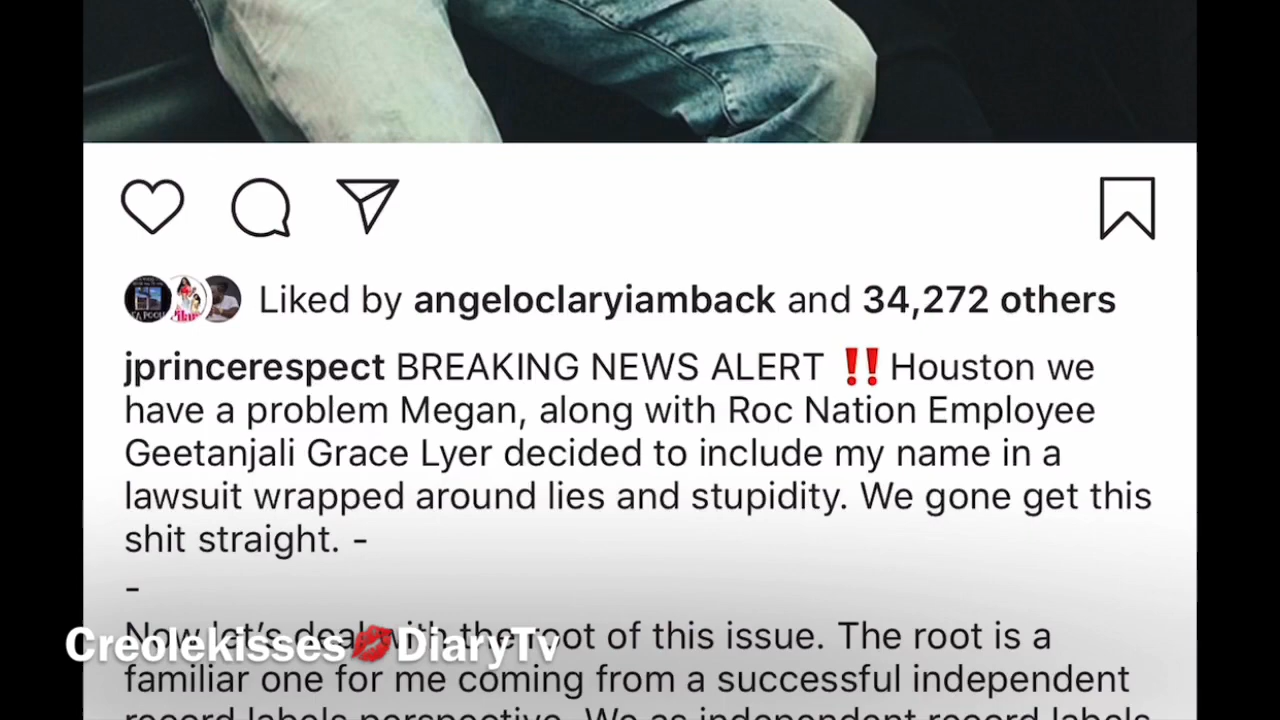 Liked by angeloclaryiamback and 34,272 others
jprincerespect BREAKING NEWS ALERT ‼️ Houston we
have a problem Megan, along with Roc Nation Employee
Geetanjali Grace Lyer decided to include my name in a
lawsuit wrapped around lies and stupidity. We gone get this
shit straight. -
-
Now let's deal with the root of this issue. The root is a
Creolekisses💋DiaryTv
familiar one for me coming from a successful independent
record labels perspective. We as independent record labels